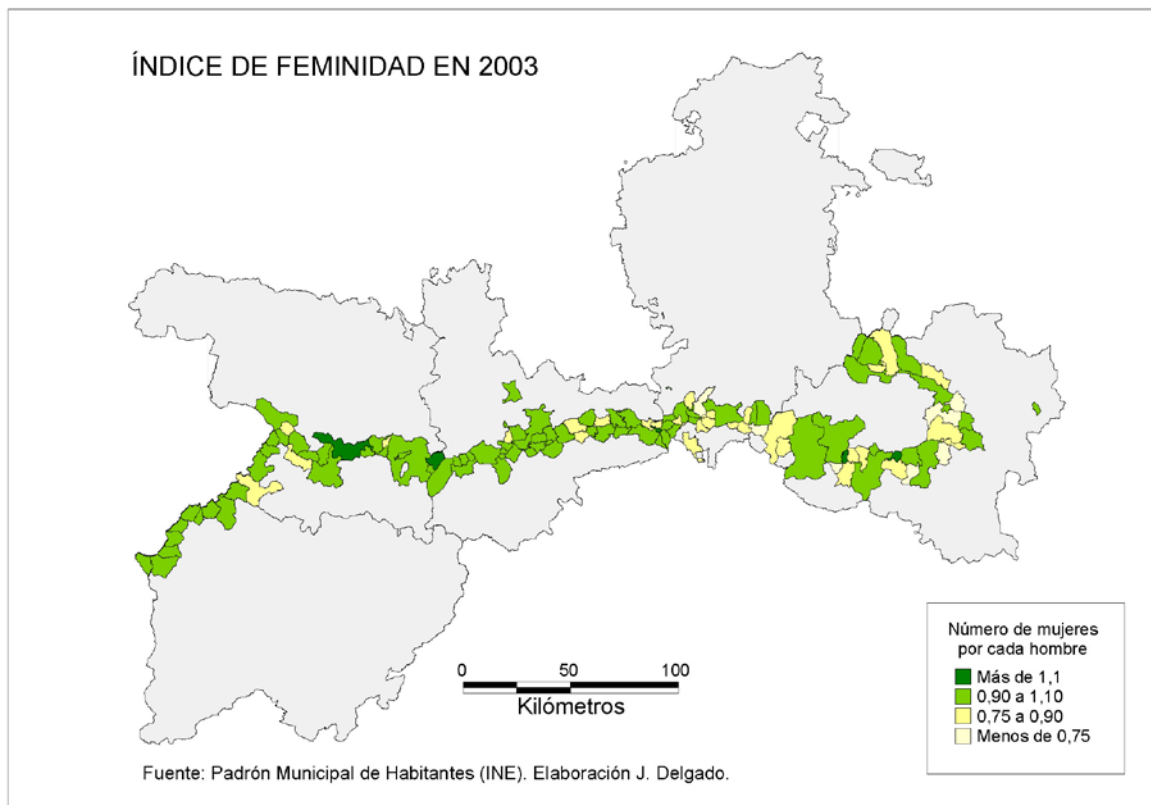 ÍNDICE DE FEMINIDAD EN 2003
0 50 100
Kilómetros
Número de mujeres
por cada hombre
Más de 1,1
0,90 a 1,10
0,75 a 0,90
Menos de 0,75
Fuente: Padrón Municipal de Habitantes (INE). Elaboración J. Delgado.